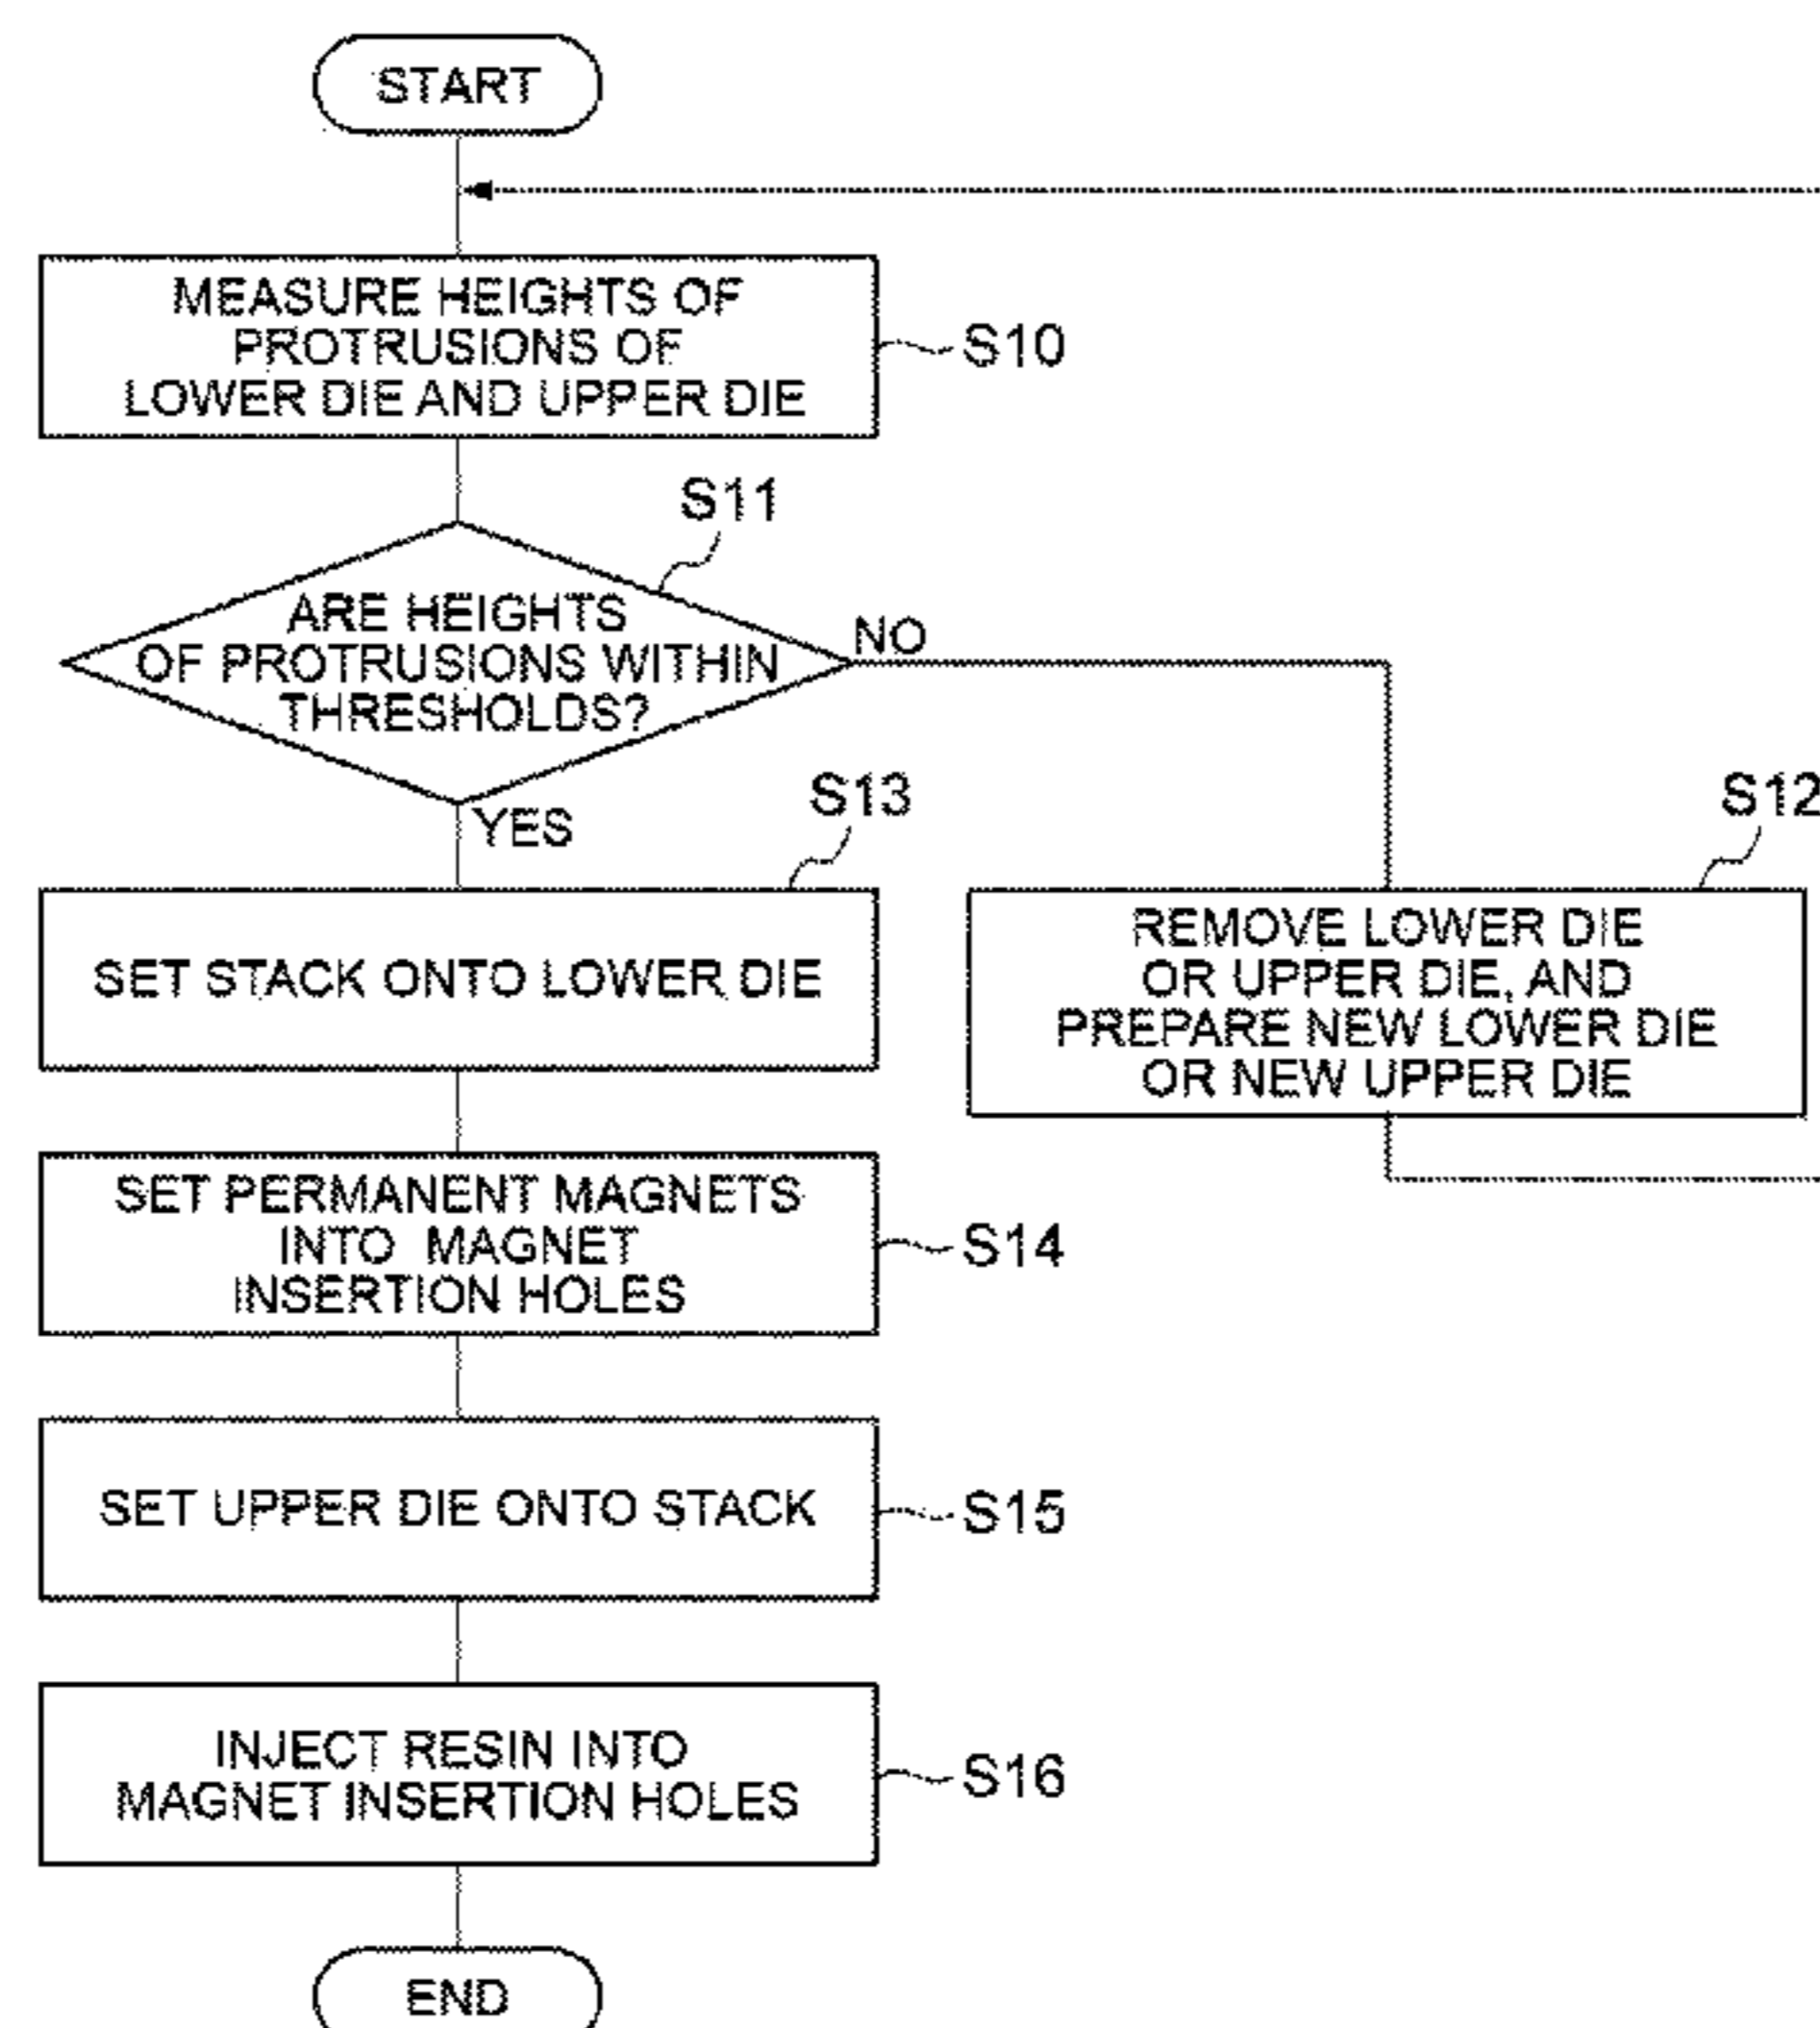 START
MEASURE HEIGHTS OF
PROTRUSIONS OF
LOWER DIE AND UPPER DIE
S10
S11
ARE HEIGHTS
OF PROTRUSIONS WITHIN
THRESHOLDS?
NO
YES
S13
S12
SET STACK ONTO LOWER DIE
REMOVE LOWER DIE
OR UPPER DIE, AND
PREPARE NEW LOWER DIE
OR NEW UPPER DIE
SET PERMANENT MAGNETS
INTO MAGNET
INSERTION HOLES
S14
SET UPPER DIE ONTO STACK
S15
INJECT RESIN INTO
MAGNET INSERTION HOLES
S16
END